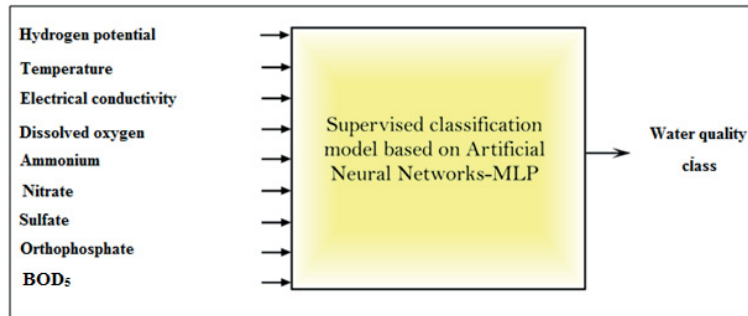 Hydrogen potential
Temperature
Electrical conductivity
Dissolved oxygen
Ammonium
Nitrate
Sulfate
Orthophosphate
BOD₅
Supervised classification
model based on Artificial
Neural Networks-MLP
Water quality
class